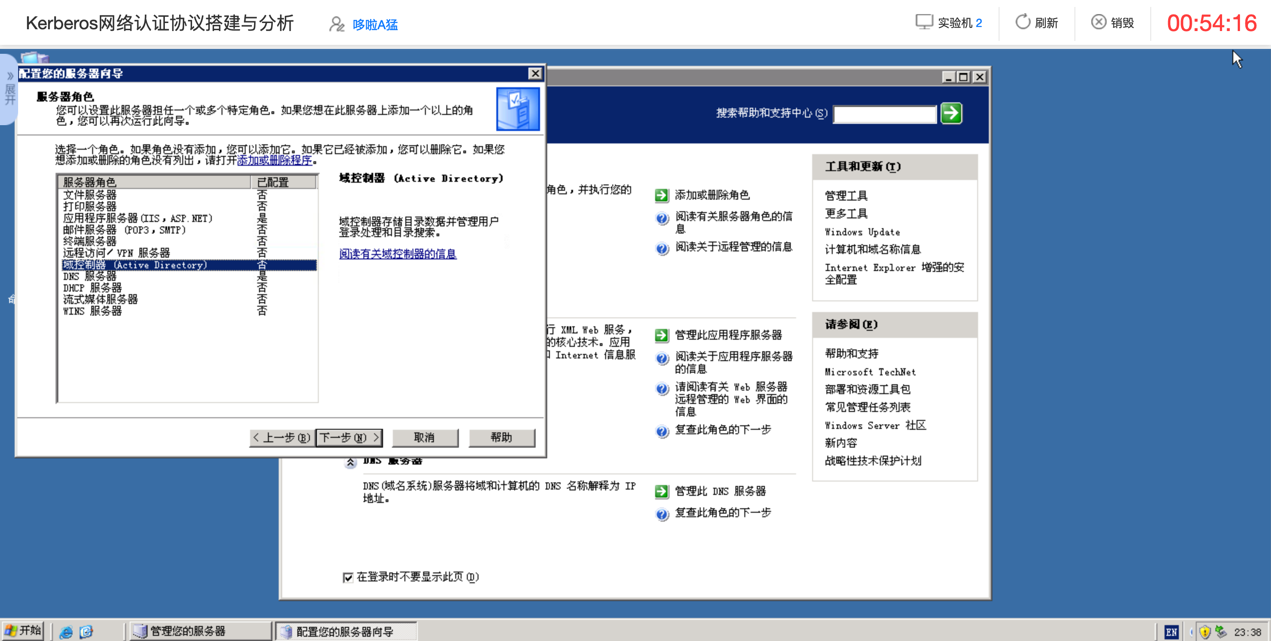 Kerberos网络认证协议搭建与分析
哆啦A猛
实验机 2
刷新
销毁
00:54:16
»
展开
配置您的服务器向导
服务器角色
您可以设置此服务器担任一个或多个特定角色。如果您想在此服务器上添加一个以上的角
色，您可以再次运行此向导。
选择一个角色。如果角色没有添加，您可以添加它。如果它已经被添加，您可以删除它。如果您
想添加或删除的角色没有列出，请打开添加或删除程序。
服务器角色 已配置
文件服务器 否
打印服务器 否
应用程序服务器(IIS，ASP.NET) 是
邮件服务器 (POP3，SMTP) 否
终端服务器 否
远程访问/VPN 服务器 否
域控制器 (Active Directory) 否
DNS 服务器 是
DHCP 服务器 否
流式媒体服务器 否
WINS 服务器 否
域控制器 (Active Directory)
域控制器存储目录数据并管理用户
登录处理和目录搜索。
阅读有关域控制器的信息
< 上一步(B)
下一步(N) >
取消
帮助
搜索帮助和支持中心(S)
角色，并执行您的
添加或删除角色
阅读有关服务器角色的信
息
阅读关于远程管理的信息
行 XML Web 服务，
的核心技术。应用
Internet 信息服
管理此应用程序服务器
阅读关于应用程序服务器
的信息
请阅读有关 Web 服务器
远程管理的 Web 界面的
信息
复查此角色的下一步
DNS 服务器
DNS(域名系统)服务器将域和计算机的 DNS 名称解释为 IP
地址。
管理此 DNS 服务器
复查此角色的下一步
在登录时不要显示此页(D)
工具和更新(T)
管理工具
更多工具
Windows Update
计算机和域名称信息
Internet Explorer 增强的安
全配置
请参阅(E)
帮助和支持
Microsoft TechNet
部署和资源工具包
常见管理任务列表
Windows Server 社区
新内容
战略性技术保护计划
开始
管理您的服务器
配置您的服务器向导
EN
23:38